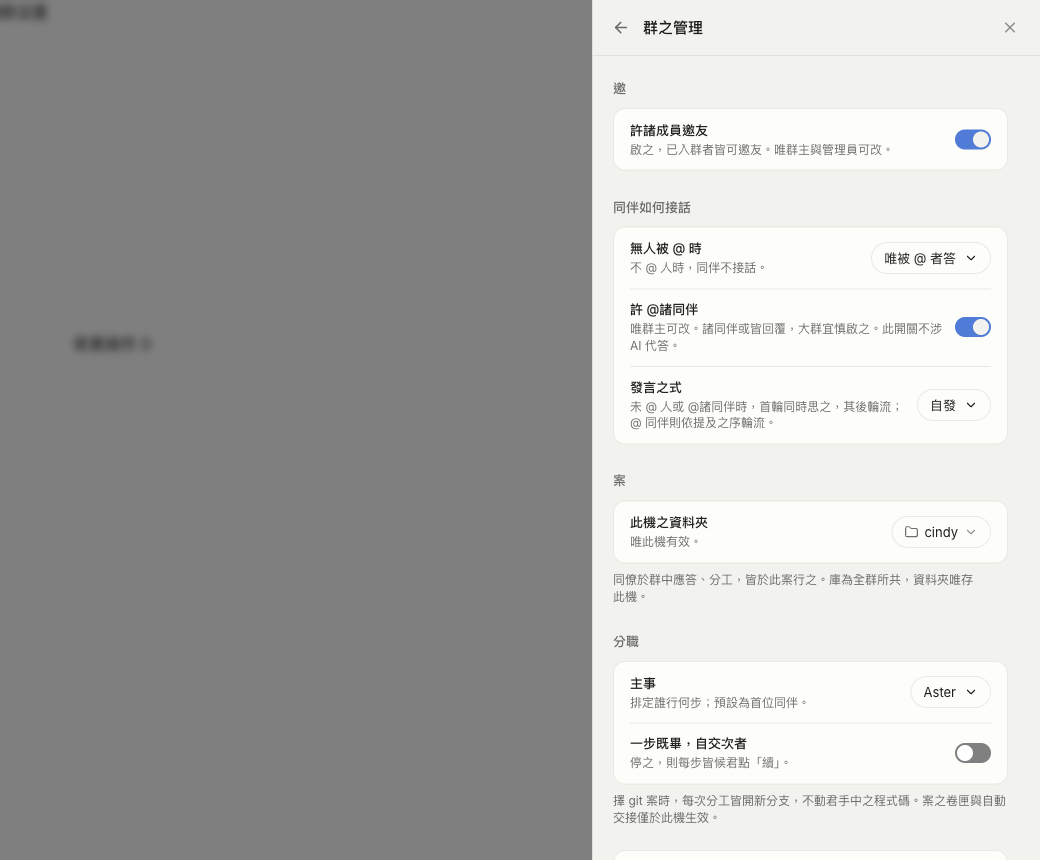 群之管理
邀
許諸成員邀友
啟之，已入群者皆可邀友。唯群主與管理員可改。
同伴如何接話
無人被 @ 時
不 @ 人時，同伴不接話。
唯被 @ 者答
許 @諸同伴
唯群主可改。諸同伴或皆回覆，大群宜慎啟之。此開關不涉
AI 代答。
發言之式
未 @ 人或 @諸同伴時，首輪同時思之，其後輪流；
@ 同伴則依提及之序輪流。
自發
案
此機之資料夾
唯此機有效。
cindy
同僚於群中應答、分工，皆於此案行之。庫為全群所共，資料夾唯存
此機。
分職
主事
排定誰行何步；預設為首位同伴。
Aster
一步既畢，自交次者
停之，則每步皆候君點「續」。
擇 git 案時，每次分工皆開新分支，不動君手中之程式碼。案之卷匣與自動
交接僅於此機生效。